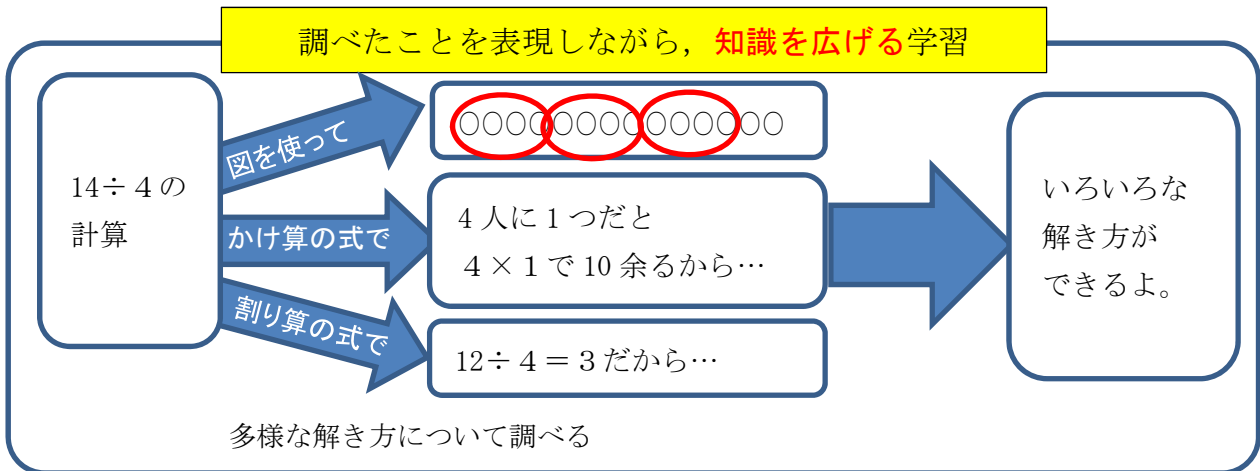 調べたことを表現しながら，知識を広げる学習
14÷４の
計算
図を使って
かけ算の式で
割り算の式で
○○○○○○○○○○○○○○
4 人に 1 つだと
４×１で 10 余るから…
12÷４＝３だから…
いろいろな
解き方が
できるよ。
多様な解き方について調べる